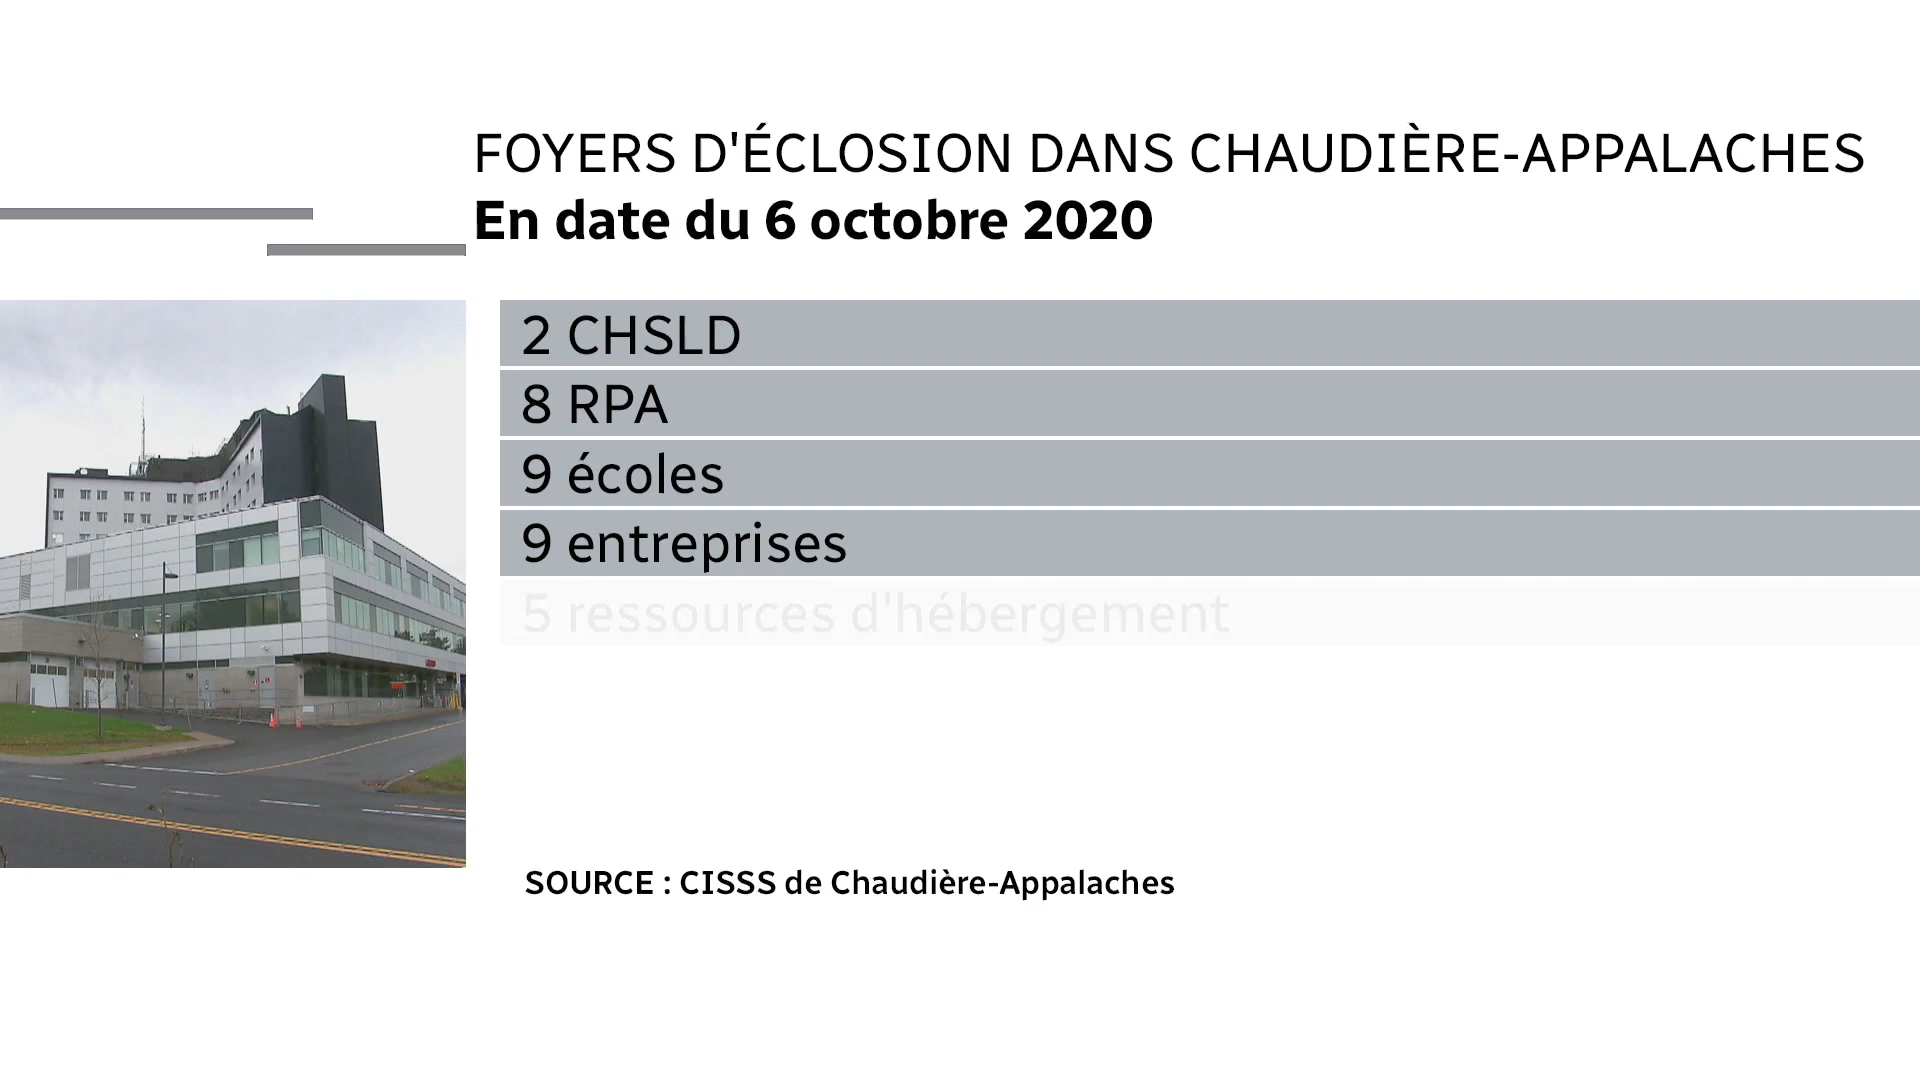 FOYERS D'ÉCLOSION DANS CHAUDIÈRE-APPALACHES
En date du 6 octobre 2020
2 CHSLD
8 RPA
9 écoles
9 entreprises
5 ressources d'hébergement
SOURCE : CISSS de Chaudière-Appalaches